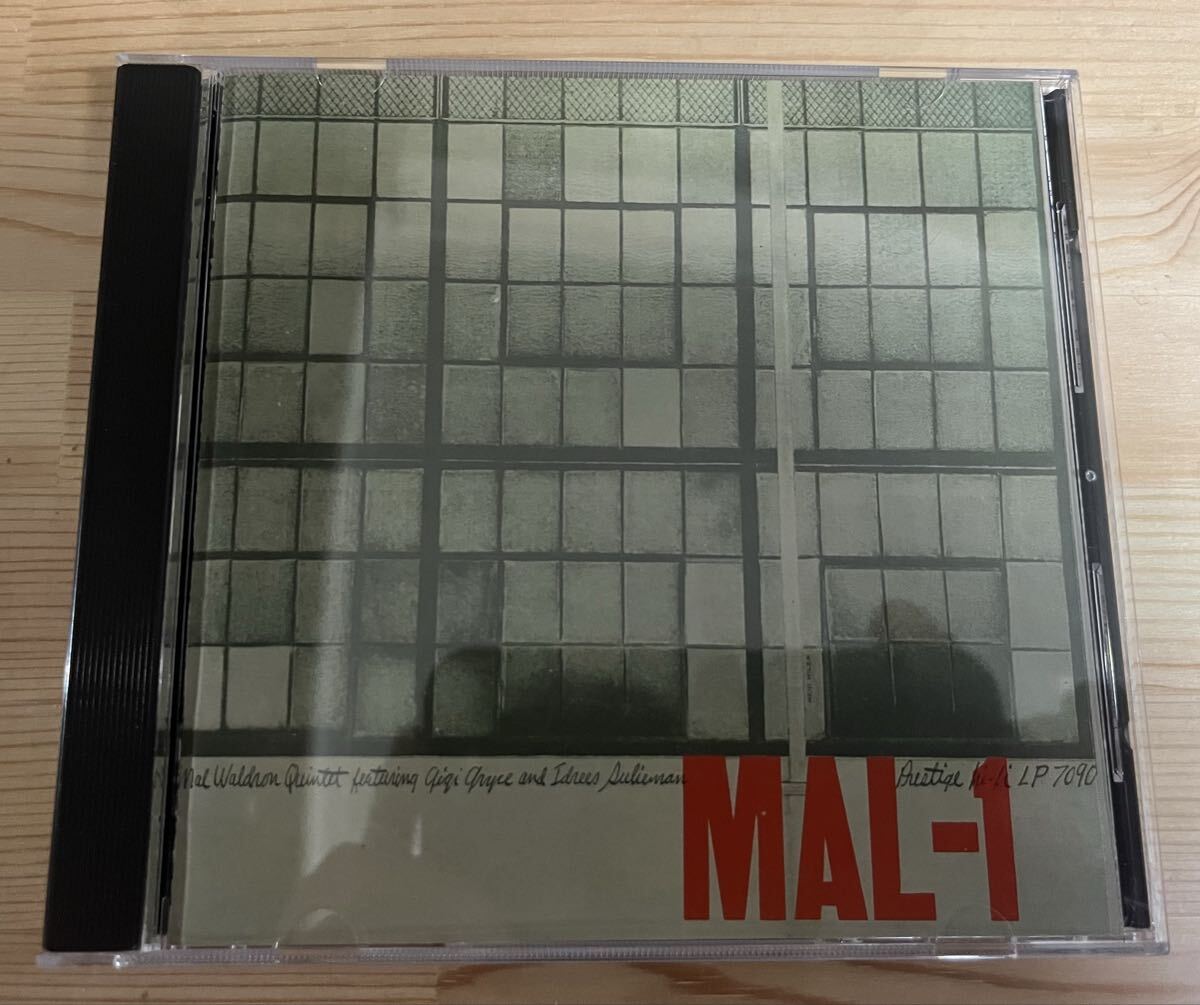 Mal Waldron Quintet featuring Gigi Gryce and Idrees Sulieman
Prestige Hi-Fi LP 7090
MAL-1